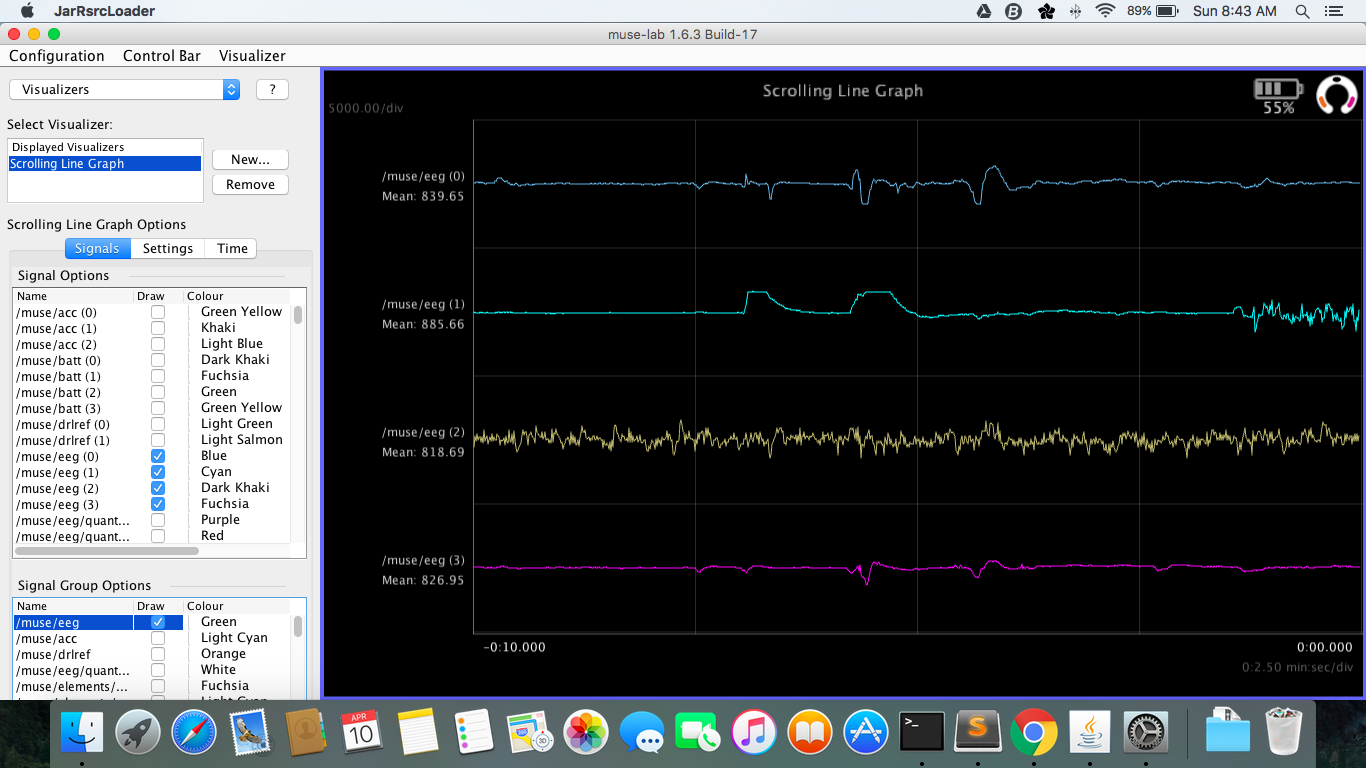 JarRsrcLoader
89% Sun 8:43 AM
muse-lab 1.6.3 Build-17
Configuration Control Bar Visualizer
Visualizers ?
Select Visualizer:
Displayed Visualizers
Scrolling Line Graph
New...
Remove
Scrolling Line Graph Options
Signals Settings Time
Signal Options
Name Draw Colour
/muse/acc (0) Green Yellow
/muse/acc (1) Khaki
/muse/acc (2) Light Blue
/muse/batt (0) Dark Khaki
/muse/batt (1) Fuchsia
/muse/batt (2) Green
/muse/batt (3) Green Yellow
/muse/drlref (0) Light Green
/muse/drlref (1) Light Salmon
/muse/eeg (0) Blue
/muse/eeg (1) Cyan
/muse/eeg (2) Dark Khaki
/muse/eeg (3) Fuchsia
/muse/eeg/quant... Purple
/muse/eeg/quant... Red
Signal Group Options
Name Draw Colour
/muse/eeg Green
/muse/acc Light Cyan
/muse/drlref Orange
/muse/eeg/quant... White
/muse/elements/... Fuchsia
Scrolling Line Graph
5000.00/div
55%
/muse/eeg (0)
Mean: 839.65
/muse/eeg (1)
Mean: 885.66
/muse/eeg (2)
Mean: 818.69
/muse/eeg (3)
Mean: 826.95
-0:10.000 0:00.000
0:2.50 min:sec/div
APR
10